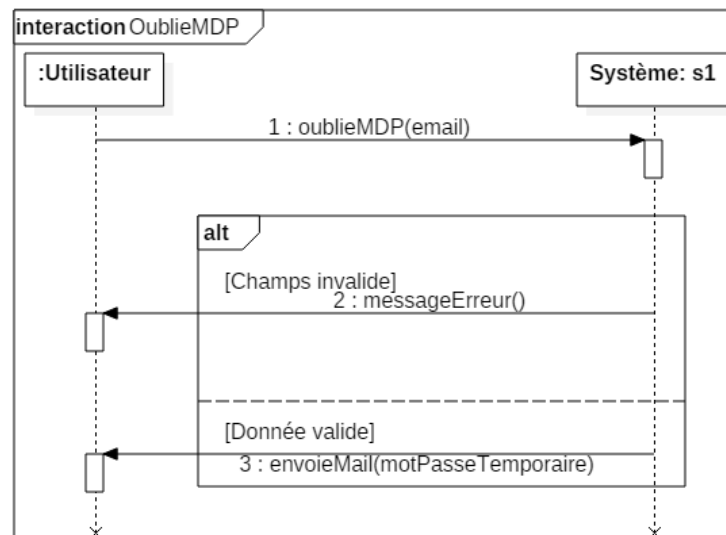 interaction OublieMDP
:Utilisateur
Système: s1
1 : oublieMDP(email)
alt
[Champs invalide]
2 : messageErreur()
[Donnée valide]
3 : envoieMail(motPasseTemporaire)